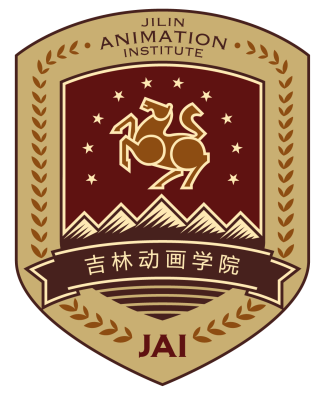 JILIN
ANIMATION
INSTITUTE
吉林动画学院
JAI